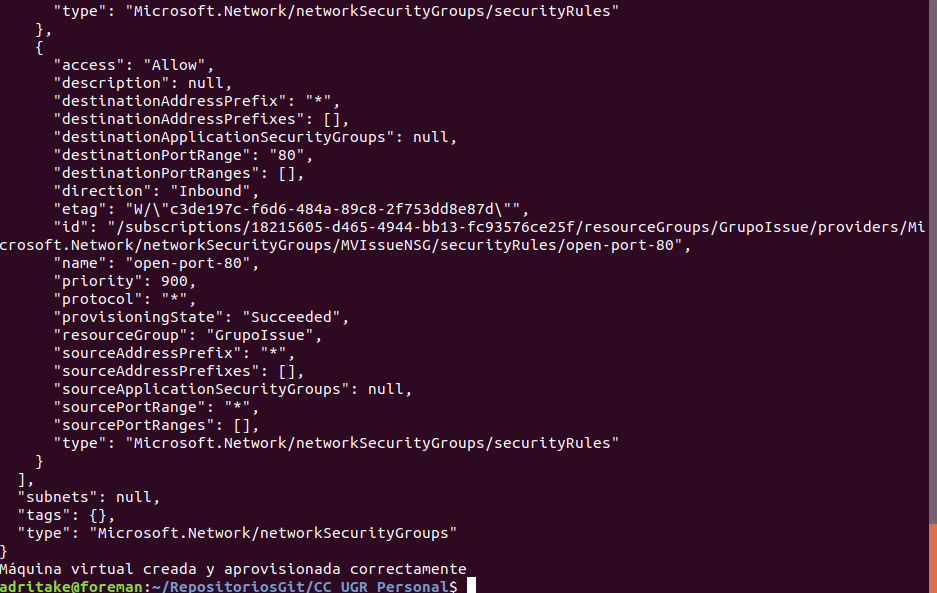 "type": "Microsoft.Network/networkSecurityGroups/securityRules"
},
{
"access": "Allow",
"description": null,
"destinationAddressPrefix": "*",
"destinationAddressPrefixes": [],
"destinationApplicationSecurityGroups": null,
"destinationPortRange": "80",
"destinationPortRanges": [],
"direction": "Inbound",
"etag": "W/\"c3de197c-f6d6-484a-89c8-2f753dd8e87d\"",
"id": "/subscriptions/18215605-d465-4944-bb13-fc93576ce25f/resourceGroups/GrupoIssue/providers/Mi
crosoft.Network/networkSecurityGroups/MVIssueNSG/securityRules/open-port-80",
"name": "open-port-80",
"priority": 900,
"protocol": "*",
"provisioningState": "Succeeded",
"resourceGroup": "GrupoIssue",
"sourceAddressPrefix": "*",
"sourceAddressPrefixes": [],
"sourceApplicationSecurityGroups": null,
"sourcePortRange": "*",
"sourcePortRanges": [],
"type": "Microsoft.Network/networkSecurityGroups/securityRules"
}
],
"subnets": null,
"tags": {},
"type": "Microsoft.Network/networkSecurityGroups"
}
Máquina virtual creada y aprovisionada correctamente
adritake@foreman:~/RepositoriosGit/CC_UGR_Personal$